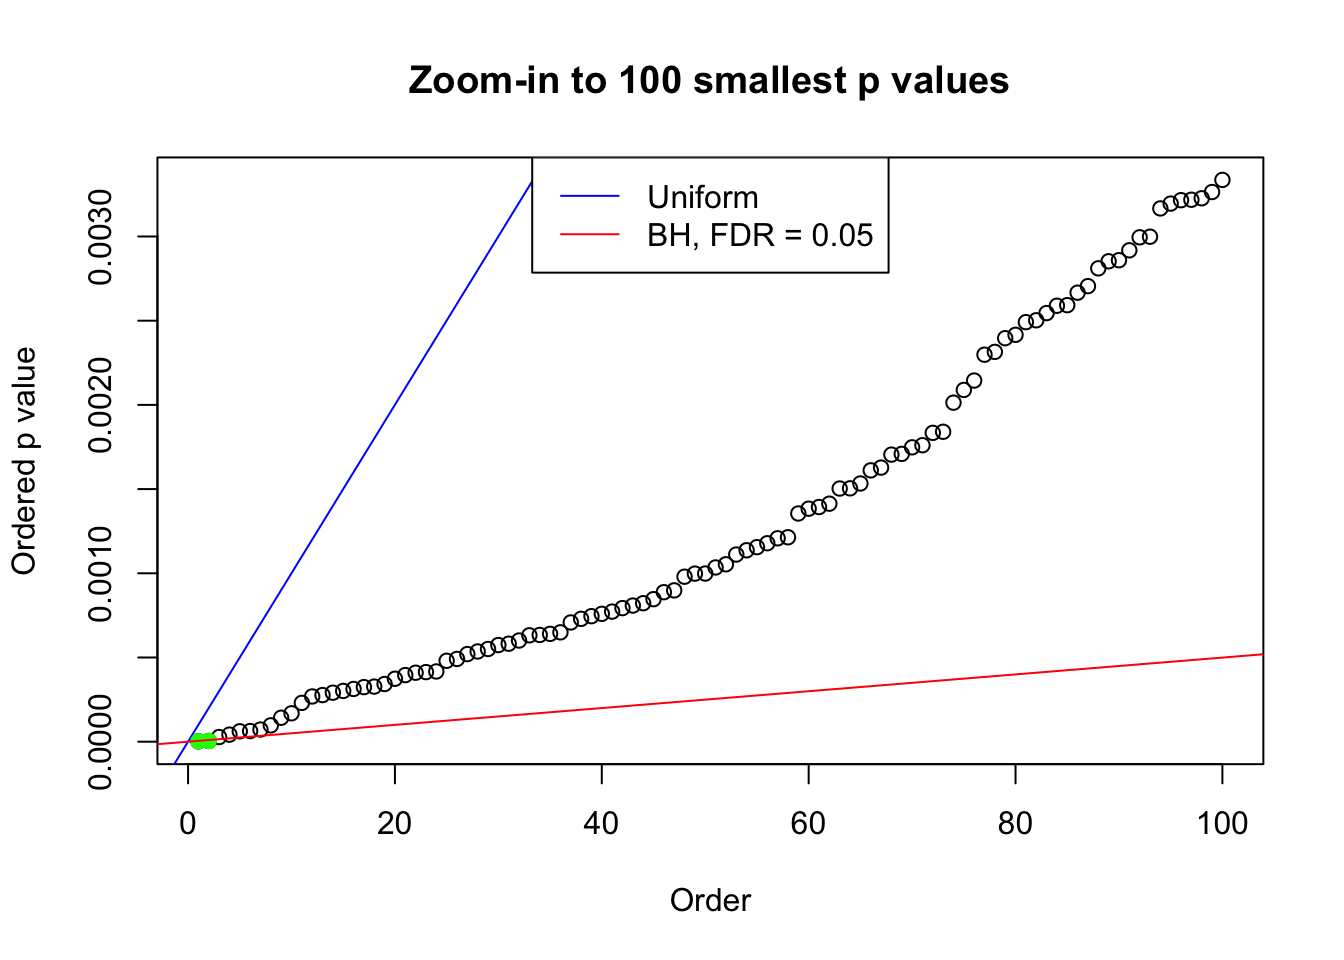 Zoom-in to 100 smallest p values
Uniform
BH, FDR = 0.05
Ordered p value
0.0030
0.0020
0.0010
0.0000
0 20 40 60 80 100
Order